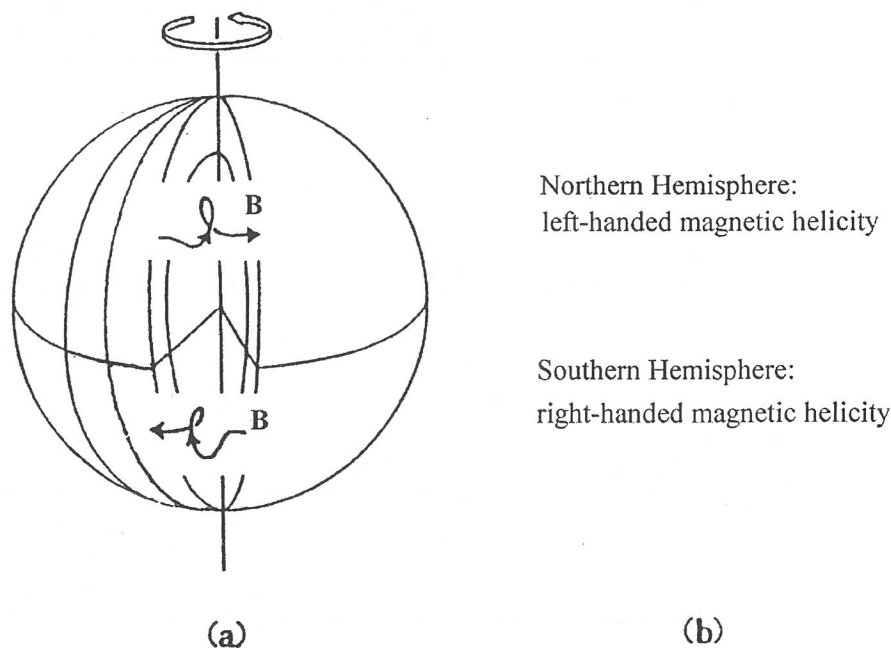 B
Northern Hemisphere:
left-handed magnetic helicity
B
Southern Hemisphere:
right-handed magnetic helicity
(a)
(b)